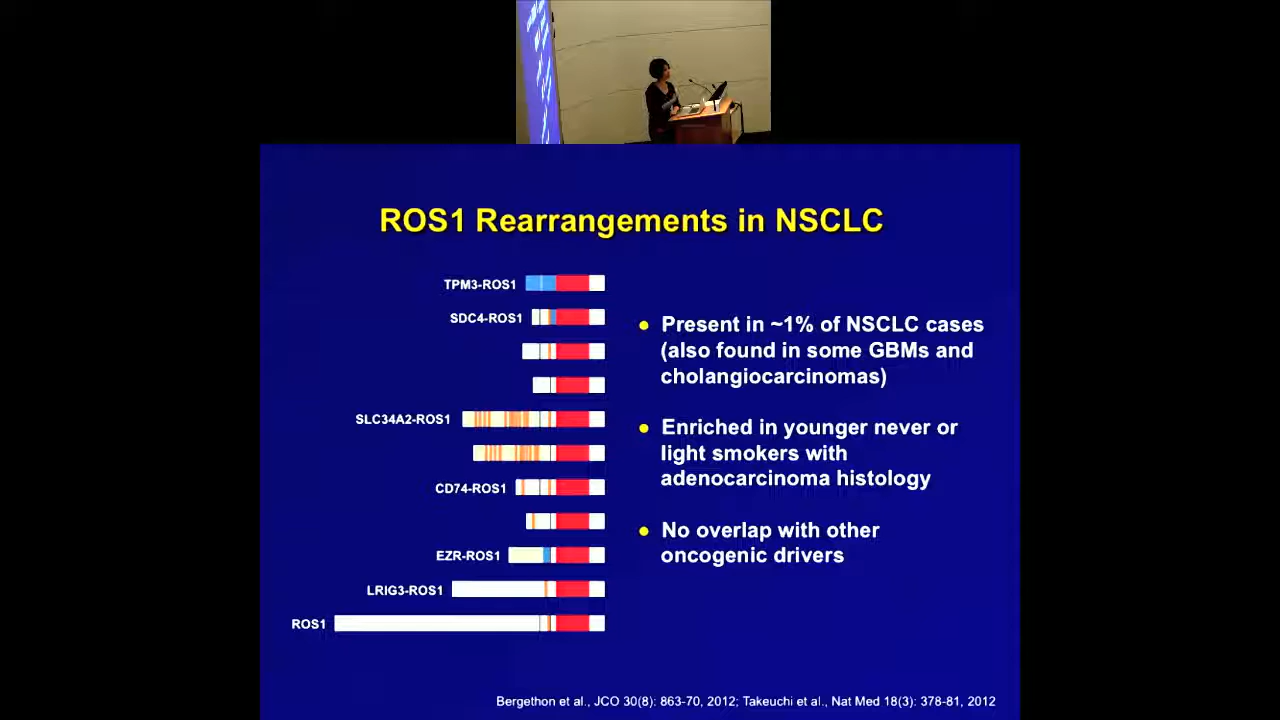 ROS1 Rearrangements in NSCLC
TPM3-ROS1
SDC4-ROS1
SLC34A2-ROS1
CD74-ROS1
EZR-ROS1
LRIG3-ROS1
ROS1
Present in ~1% of NSCLC cases
(also found in some GBMs and
cholangiocarcinomas)
Enriched in younger never or
light smokers with
adenocarcinoma histology
No overlap with other
oncogenic drivers
Bergethon et al., JCO 30(8): 863-70, 2012; Takeuchi et al., Nat Med 18(3): 378-81, 2012